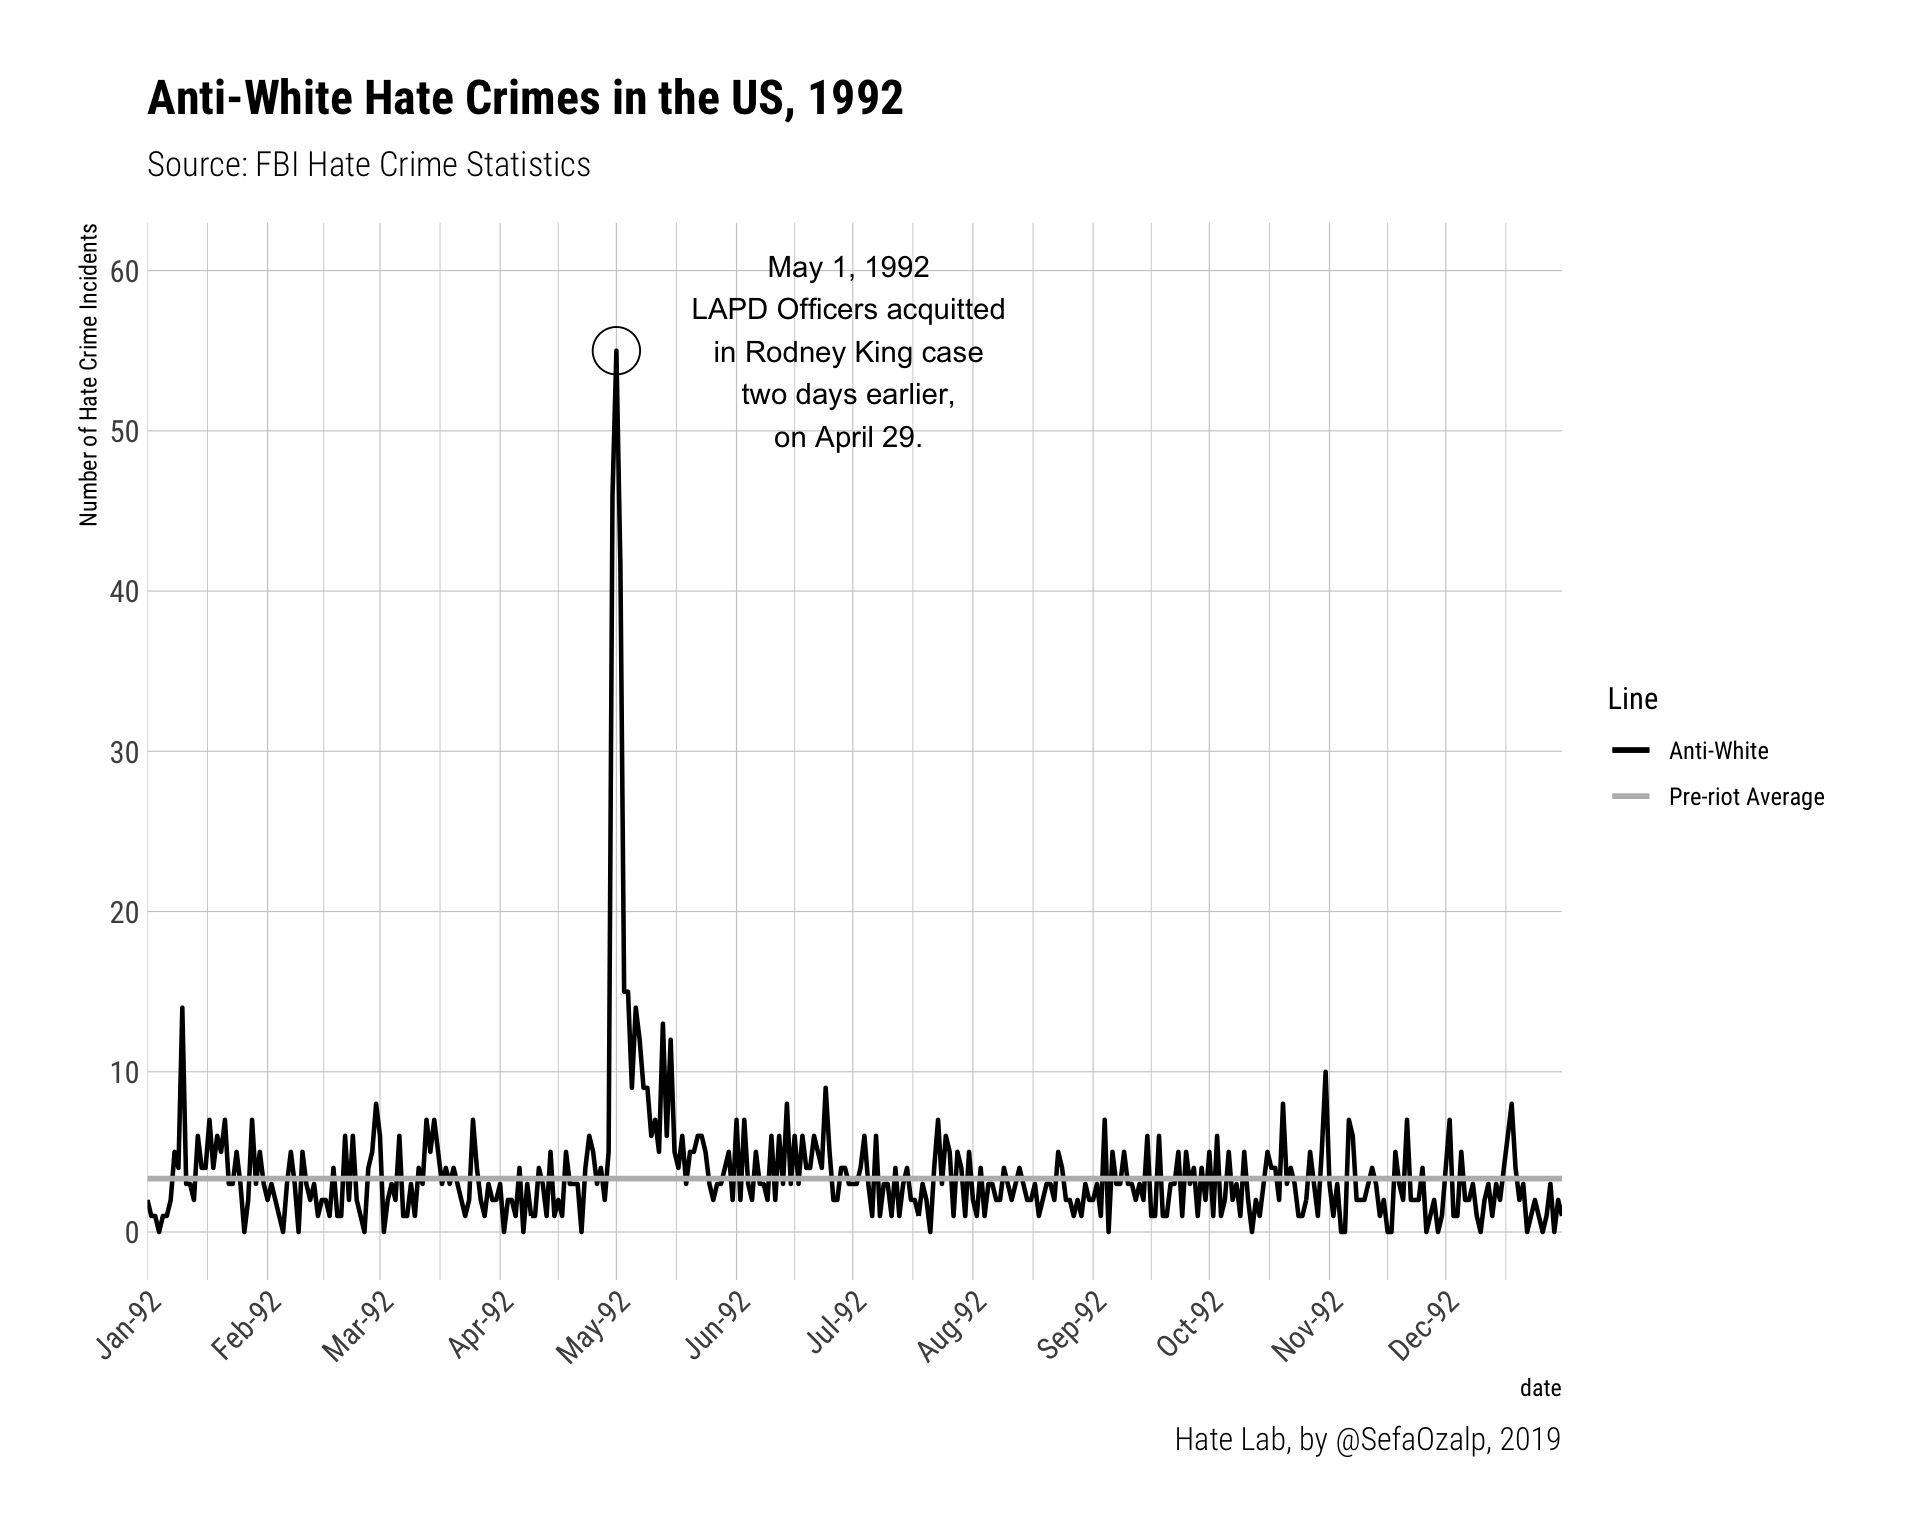 Anti-White Hate Crimes in the US, 1992
Source: FBI Hate Crime Statistics
Number of Hate Crime Incidents
60
50
40
30
20
10
0
May 1, 1992
LAPD Officers acquitted
in Rodney King case
two days earlier,
on April 29.
Line
Anti-White
Pre-riot Average
Jan-92
Feb-92
Mar-92
Apr-92
May-92
Jun-92
Jul-92
Aug-92
Sep-92
Oct-92
Nov-92
Dec-92
date
Hate Lab, by @SefaOzalp, 2019